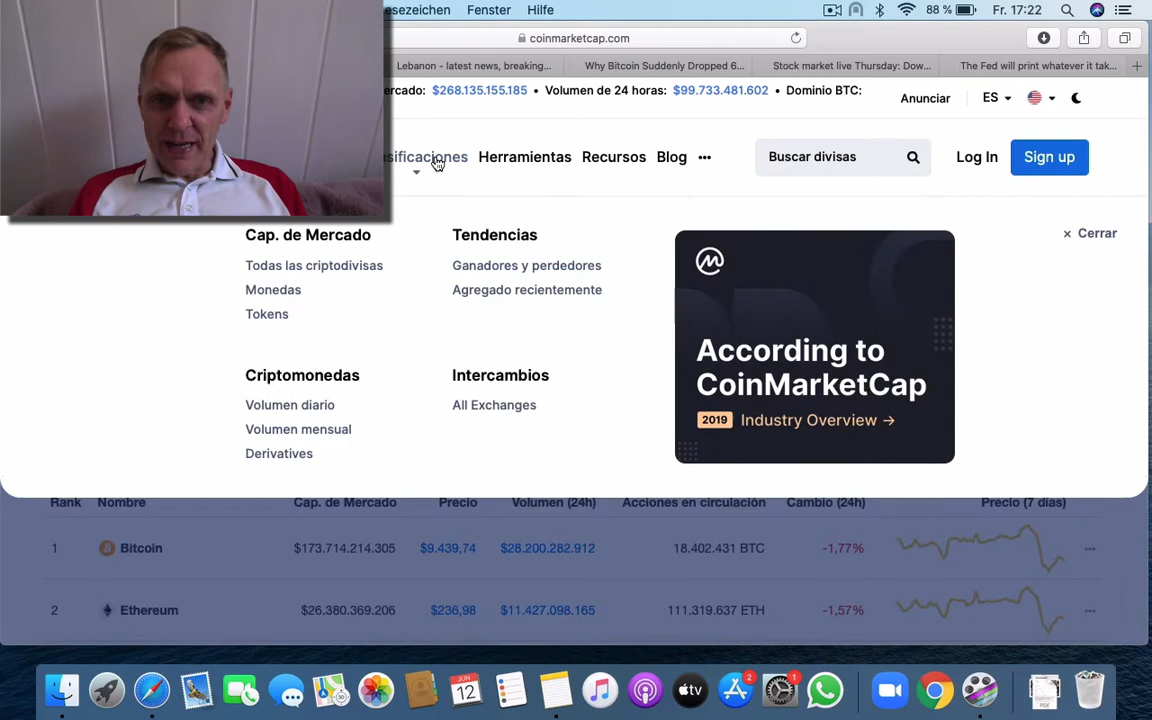 esezeichen Fenster Hilfe 88 % Fr. 17:22
coinmarketcap.com
Lebanon - latest news, breaking... Why Bitcoin Suddenly Dropped 6... Stock market live Thursday: Dow... The Fed will print whatever it tak... +
ercado: $268.135.155.185 • Volumen de 24 horas: $99.733.481.602 • Dominio BTC:
Anunciar ES
sificaciones Herramientas Recursos Blog ••• Buscar divisas Log In Sign up
Cap. de Mercado Tendencias × Cerrar
Todas las criptodivisas Ganadores y perdedores
Monedas Agregado recientemente
Tokens
According to
CoinMarketCap
2019 Industry Overview →
Criptomonedas Intercambios
Volumen diario All Exchanges
Volumen mensual
Derivatives
Rank Nombre Cap. de Mercado Precio Volumen (24h) Acciones en circulación Cambio (24h) Precio (7 días)
1 Bitcoin $173.714.214.305 $9.439,74 $28.200.282.912 18.402.431 BTC -1,77% •••
2 Ethereum $26.380.369.206 $236,98 $11.427.098.165 111.319.637 ETH -1,57% •••
JUN
12
tv
2
1
PDF